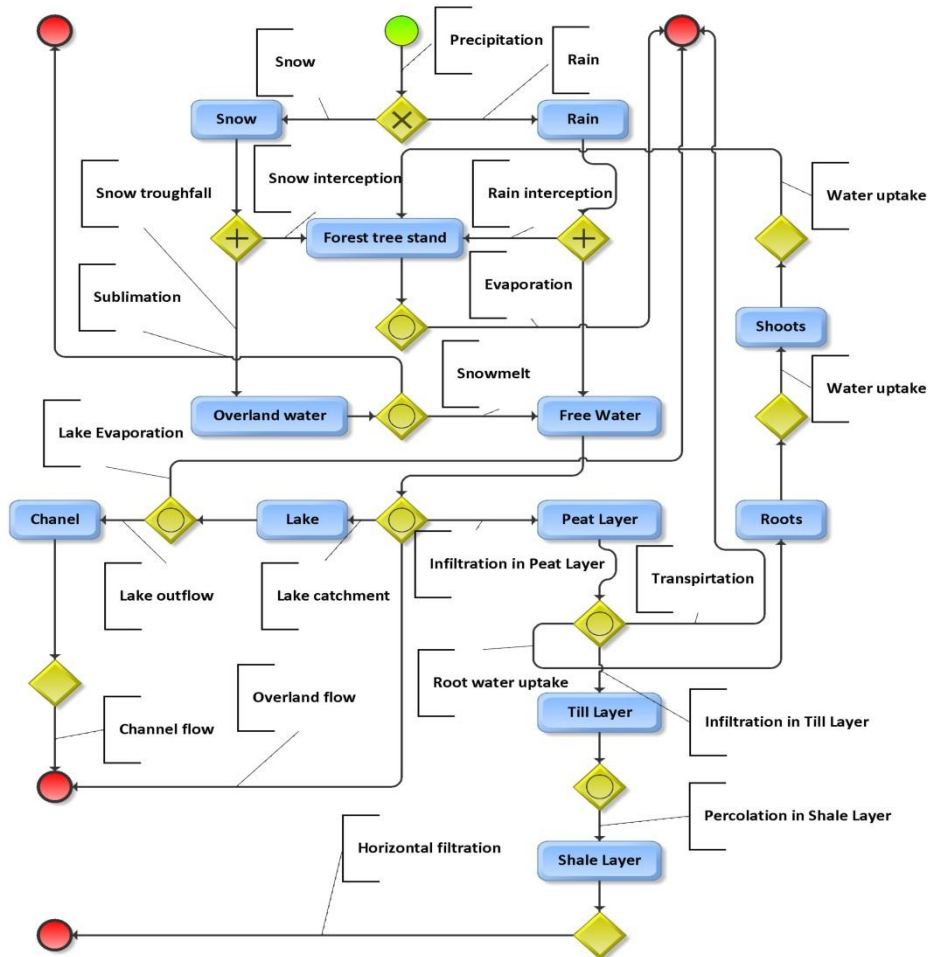 Precipitation
Snow
Rain
Snow
Rain
Snow troughfall
Snow interception
Rain interception
Water uptake
Forest tree stand
Sublimation
Evaporation
Shoots
Snowmelt
Water uptake
Overland water
Free Water
Lake Evaporation
Chanel
Lake
Peat Layer
Roots
Lake outflow
Lake catchment
Infiltration in Peat Layer
Transpirtation
Root water uptake
Overland flow
Till Layer
Infiltration in Till Layer
Channel flow
Percolation in Shale Layer
Horizontal filtration
Shale Layer